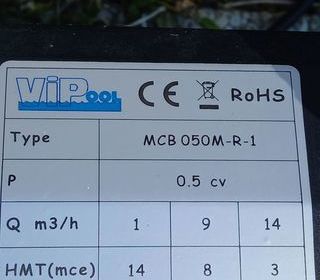 ViPOOL CE RoHS
Type MCB 050M-R-1
P 0.5 cv
Q m3/h 1 9 14
HMT(mce) 14 8 3